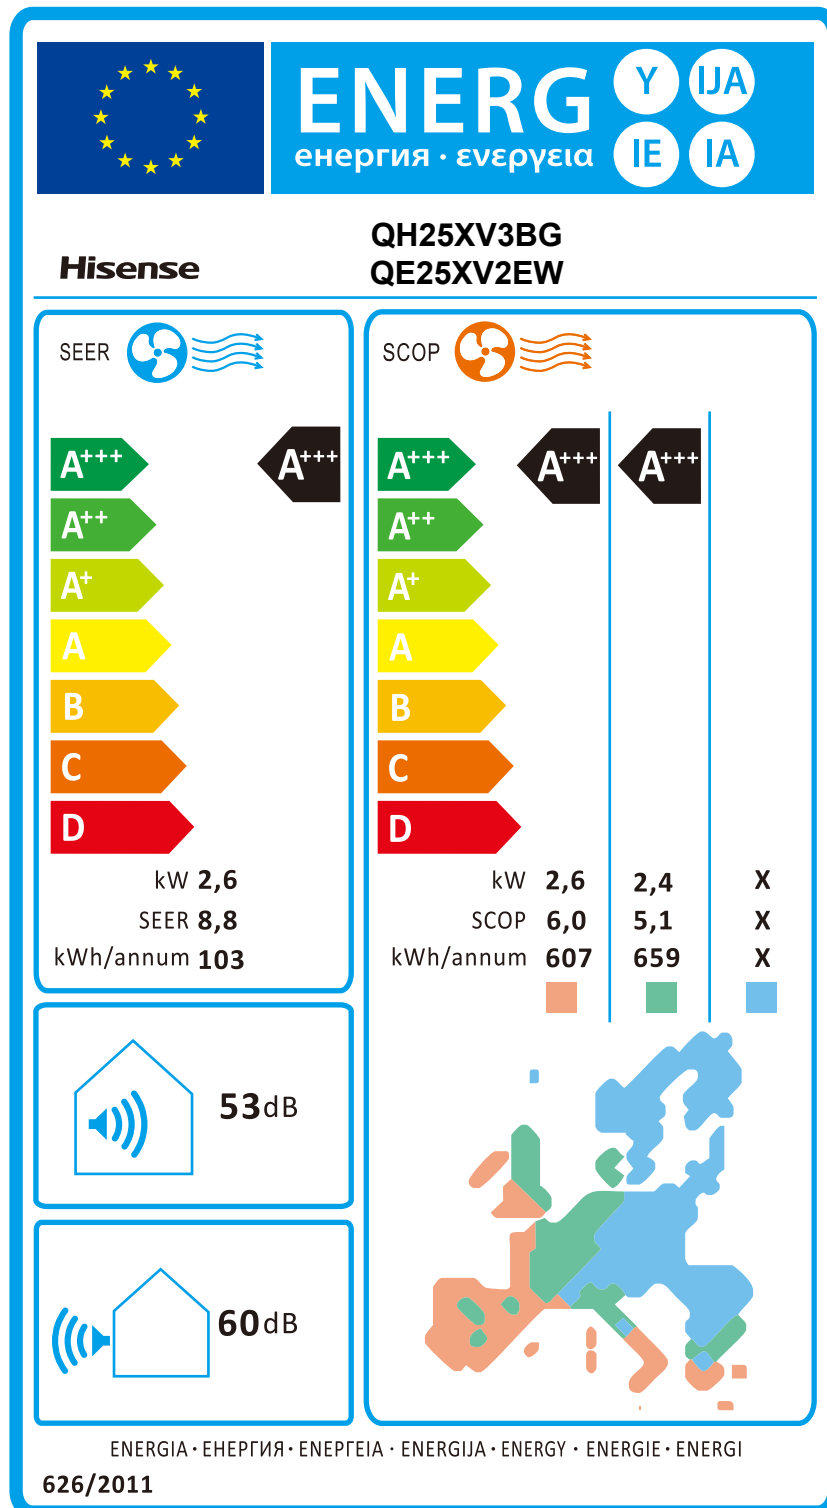 ENERG Y IJA
енергия · ενεργεια IE IA
Hisense
QH25XV3BG
QE25XV2EW
SEER
A+++ A+++
A++
A+
A
B
C
D
kW 2,6
SEER 8,8
kWh/annum 103
SCOP
A+++ A+++ A+++
A++
A+
A
B
C
D
kW 2,6 2,4 X
SCOP 6,0 5,1 X
kWh/annum 607 659 X
53dB
60dB
ENERGIA · ЕНЕРГИЯ · ΕΝΕΡΓΕΙΑ · ENERGIJA · ENERGY · ENERGIE · ENERGI
626/2011